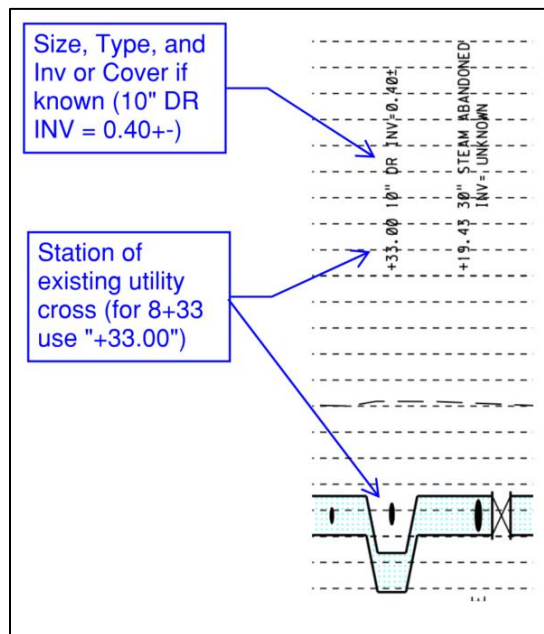 Size, Type, and
Inv or Cover if
known (10" DR
INV = 0.40+-)
Station of
existing utility
cross (for 8+33
use "+33.00")
+33.00 10" DR INV=0.40±
+19.43 30" STEAM ABANDONED
INV= UNKNOWN